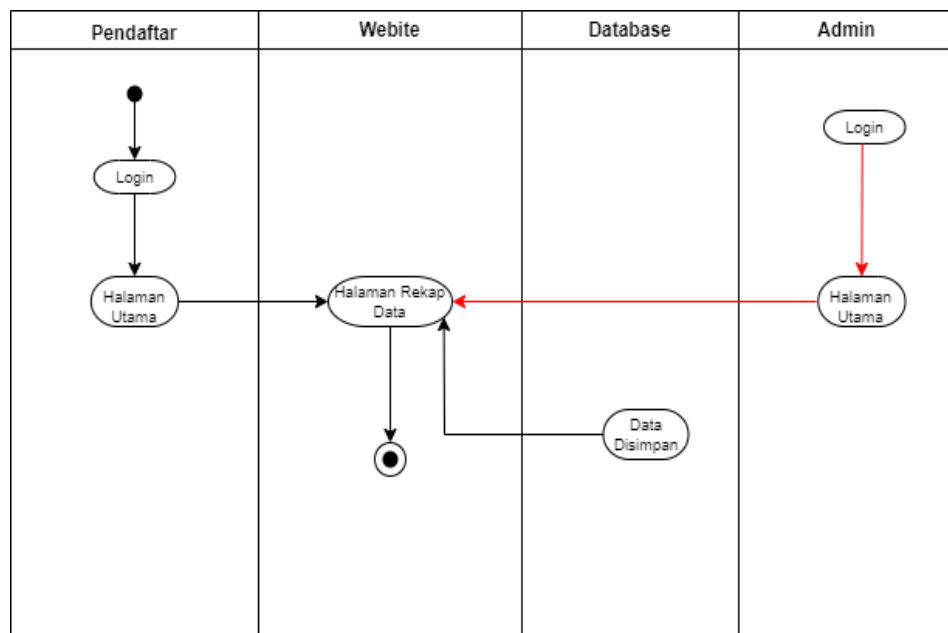 Pendaftar
Webite
Database
Admin
Login
Login
Halaman
Utama
Halaman Rekap
Data
Halaman
Utama
Data
Disimpan